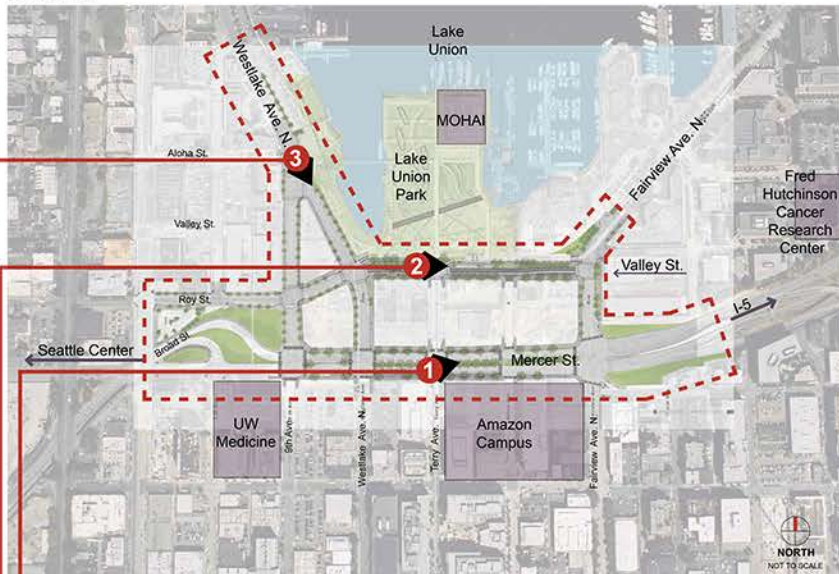 Lake
Union
Westlake Ave. N.
MOHAI
Aloha St.
3
Lake
Union
Park
Fairview Ave. N.
Fred
Hutchinson
Cancer
Research
Center
Valley St.
2
Valley St.
Roy St.
I-5
Broad St.
Seattle Center
1
Mercer St.
UW
Medicine
9th Ave.
Westlake Ave. N.
Terry Ave.
Amazon
Campus
Fairview Ave. N.
NORTH
NOT TO SCALE